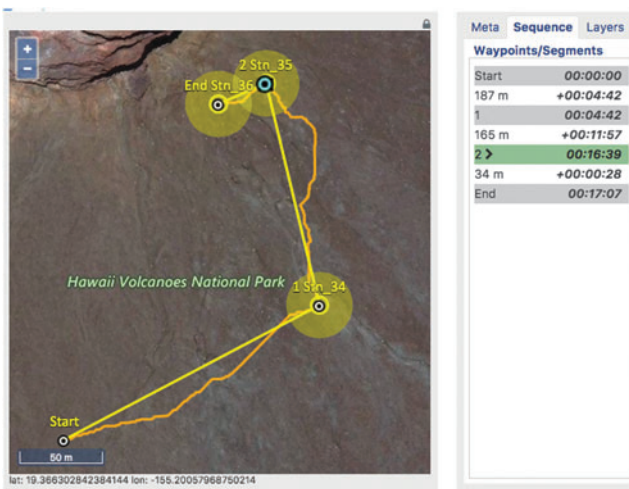 Meta Sequence Layers
Waypoints/Segments
Start 00:00:00
187 m +00:04:42
1 00:04:42
165 m +00:11:57
2 > 00:16:39
34 m +00:00:28
End 00:17:07
+
−
2 Stn_35
End Stn_36
Hawaii Volcanoes National Park
1 Stn_34
Start
50 m
lat: 19.366302842384144 lon: -155.20057968750214